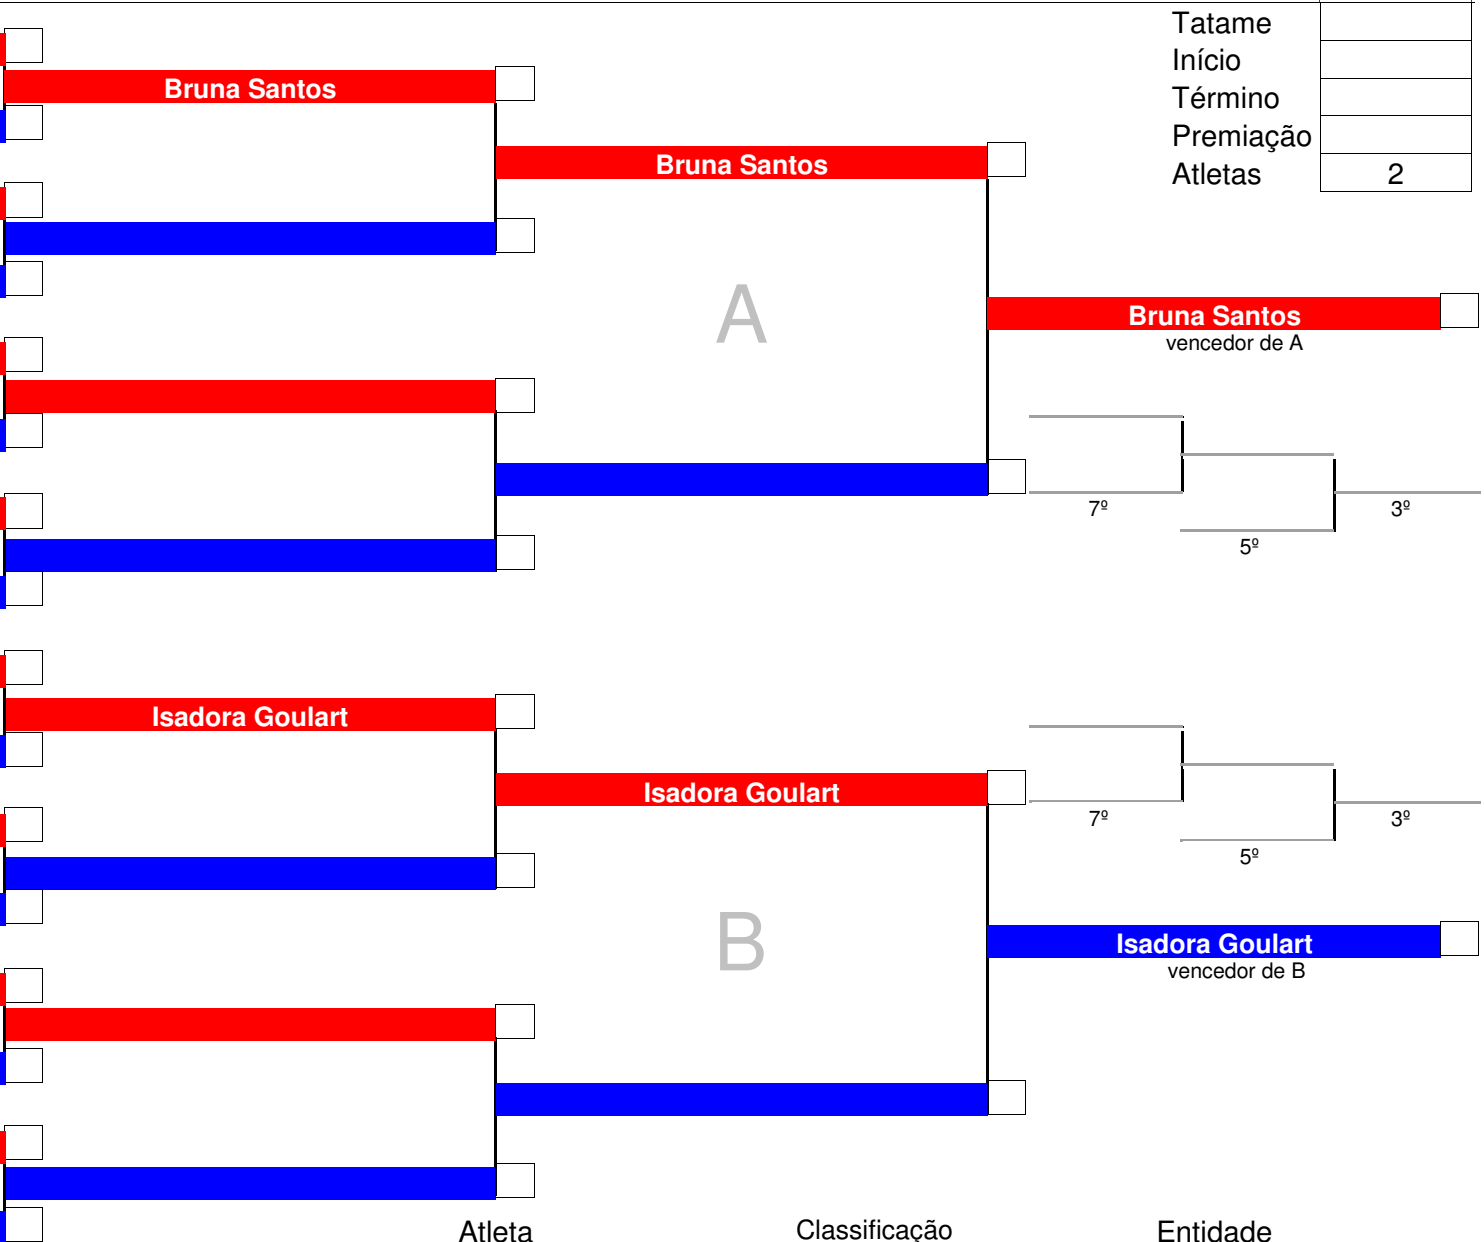 Tatame
Início
Término
Premiação
Atletas 2
Bruna Santos
Bruna Santos
A
Bruna Santos
vencedor de A
7º
3º
5º
Isadora Goulart
Isadora Goulart
7º
3º
5º
B
Isadora Goulart
vencedor de B
Atleta Classificação Entidade